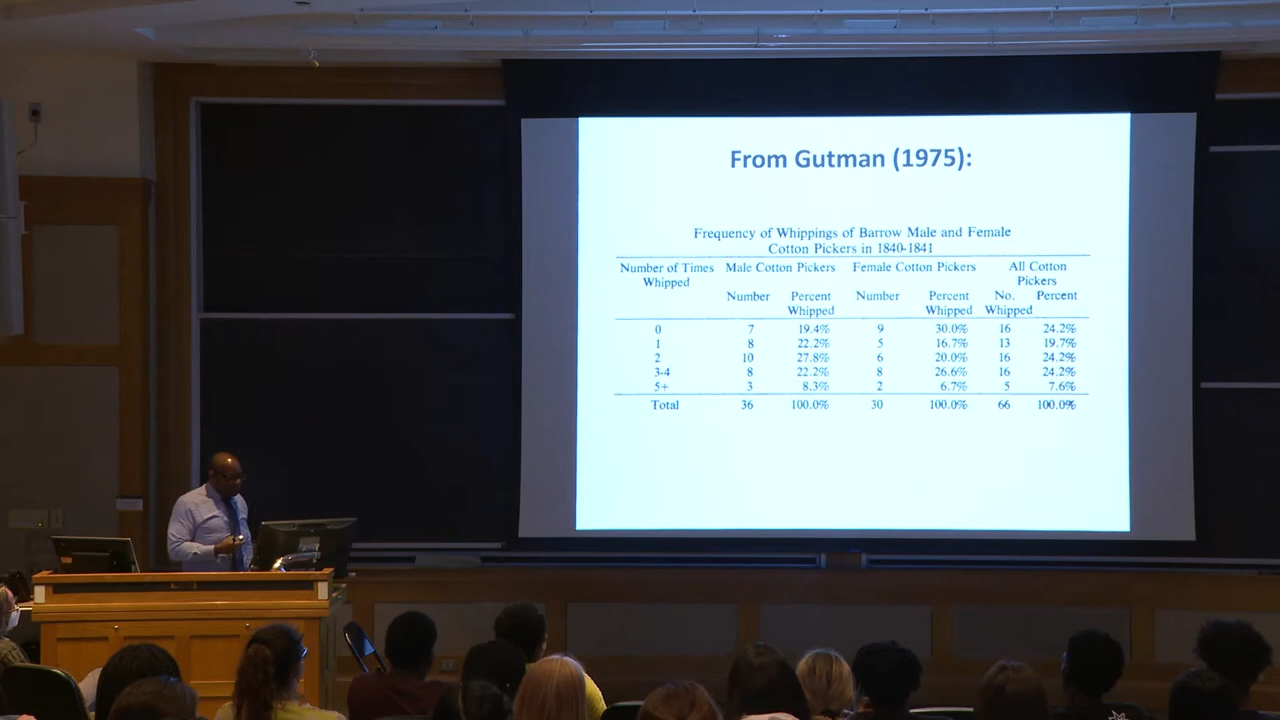 From Gutman (1975):
Frequency of Whippings of Barrow Male and Female
Cotton Pickers in 1840-1841
Number of Times Male Cotton Pickers Female Cotton Pickers All Cotton
Whipped Pickers
Number Percent Number Percent No. Percent
Whipped Whipped Whipped
0 7 19.4% 9 30.0% 16 24.2%
1 8 22.2% 5 16.7% 13 19.7%
2 10 27.8% 6 20.0% 16 24.2%
3-4 8 22.2% 8 26.6% 16 24.2%
5+ 3 8.3% 2 6.7% 5 7.6%
Total 36 100.0% 30 100.0% 66 100.0%